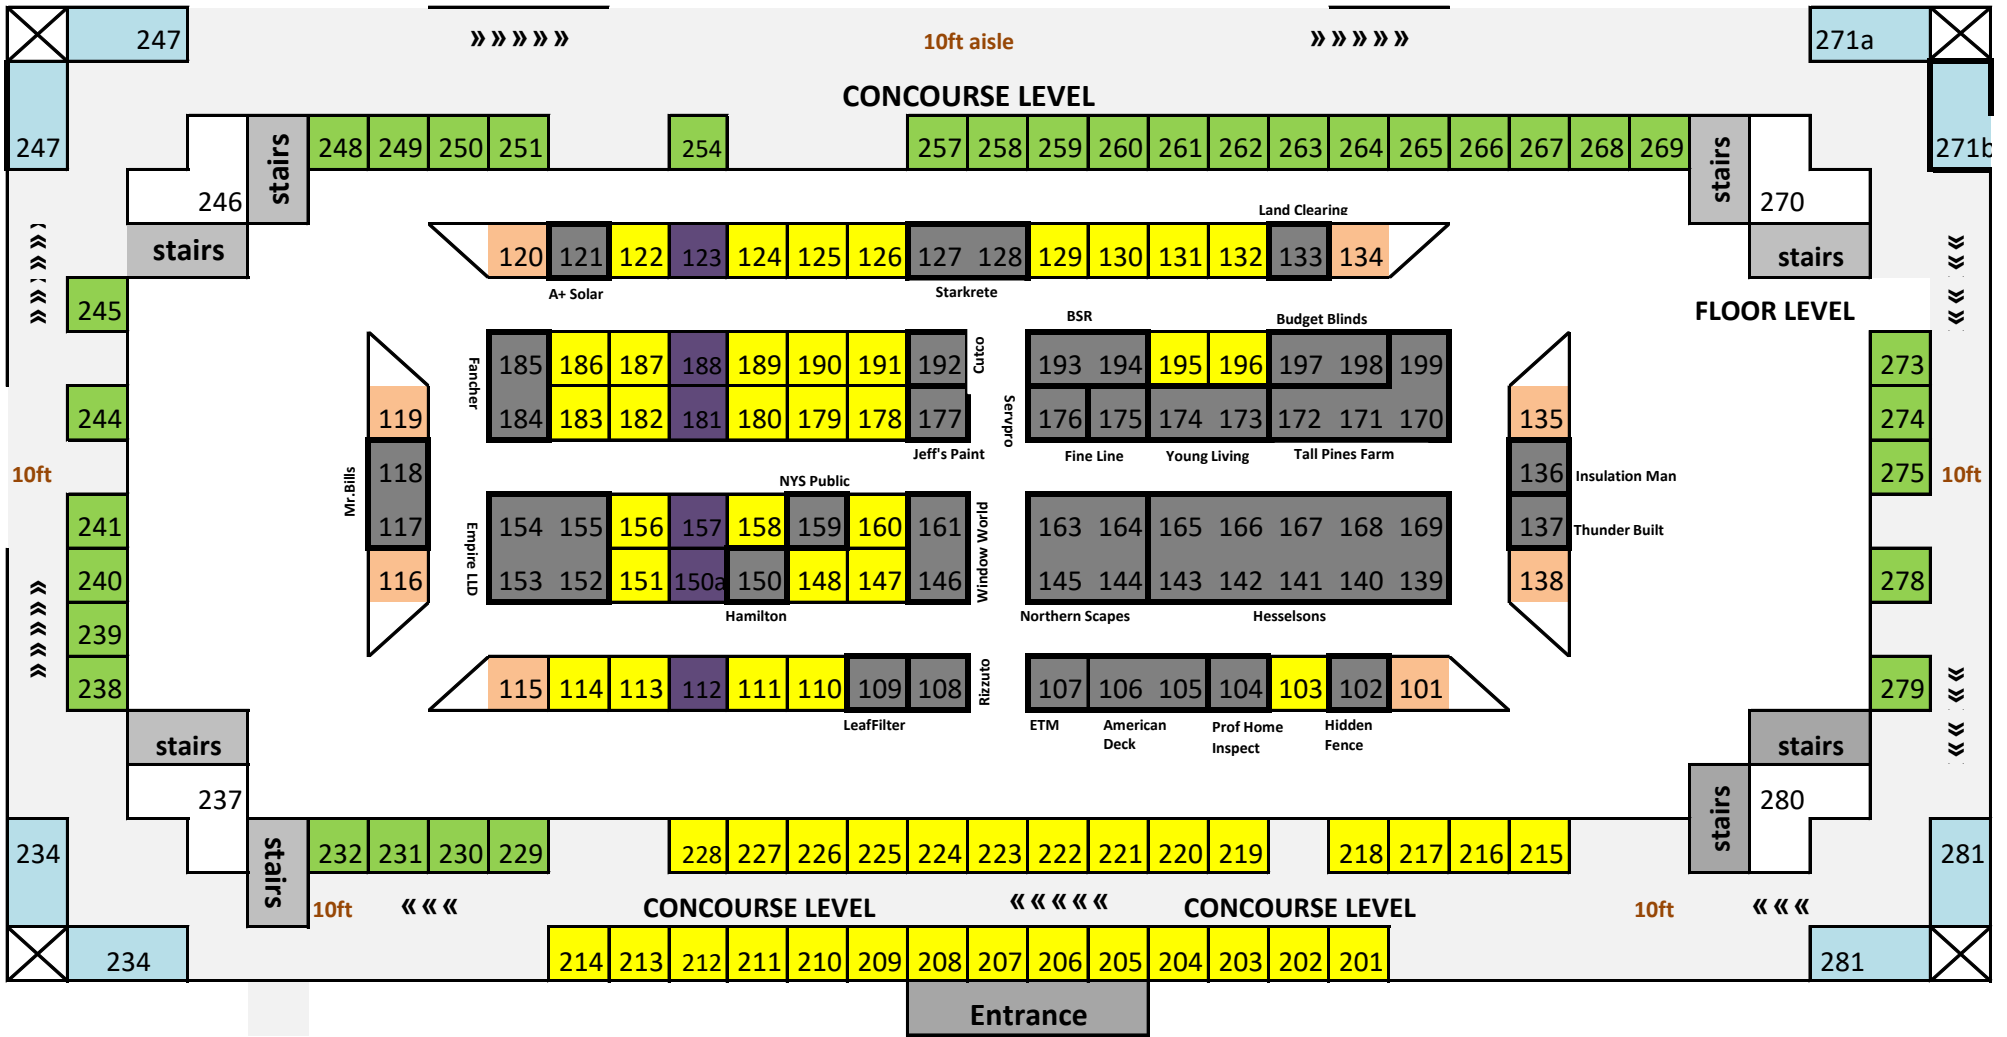 247 »»»»» 10ft aisle »»»»» 271a
CONCOURSE LEVEL
247 stairs 248 249 250 251 254 257 258 259 260 261 262 263 264 265 266 267 268 269 stairs 271b
246 270
Land Clearing
stairs 120 121 122 123 124 125 126 127 128 129 130 131 132 133 134 stairs
A+ Solar Starkrete
245 FLOOR LEVEL
BSR Budget Blinds
Fancher 185 186 187 188 189 190 191 192 Cutco 193 194 195 196 197 198 199 273
244 119 184 183 182 181 180 179 178 177 Servpro 176 175 174 173 172 171 170 135 274
Jeff's Paint Fine Line Young Living Tall Pines Farm
10ft Mr.Bills 118 136 Insulation Man 275 10ft
NYS Public
241 117 Empire LLD 154 155 156 157 158 159 160 161 Window World 163 164 165 166 167 168 169 137 Thunder Built
240 116 153 152 151 150a 150 148 147 146 145 144 143 142 141 140 139 138 278
Hamilton Northern Scapes Hesselsons
239
238 115 114 113 112 111 110 109 108 Rizzuto 107 106 105 104 103 102 101 279
LeafFilter ETM American Deck Prof Home Inspect Hidden Fence
stairs stairs
237 280
234 stairs 232 231 230 229 228 227 226 225 224 223 222 221 220 219 218 217 216 215 stairs 281
10ft ««« CONCOURSE LEVEL ««««« CONCOURSE LEVEL 10ft «««
234 214 213 212 211 210 209 208 207 206 205 204 203 202 201 281
Entrance